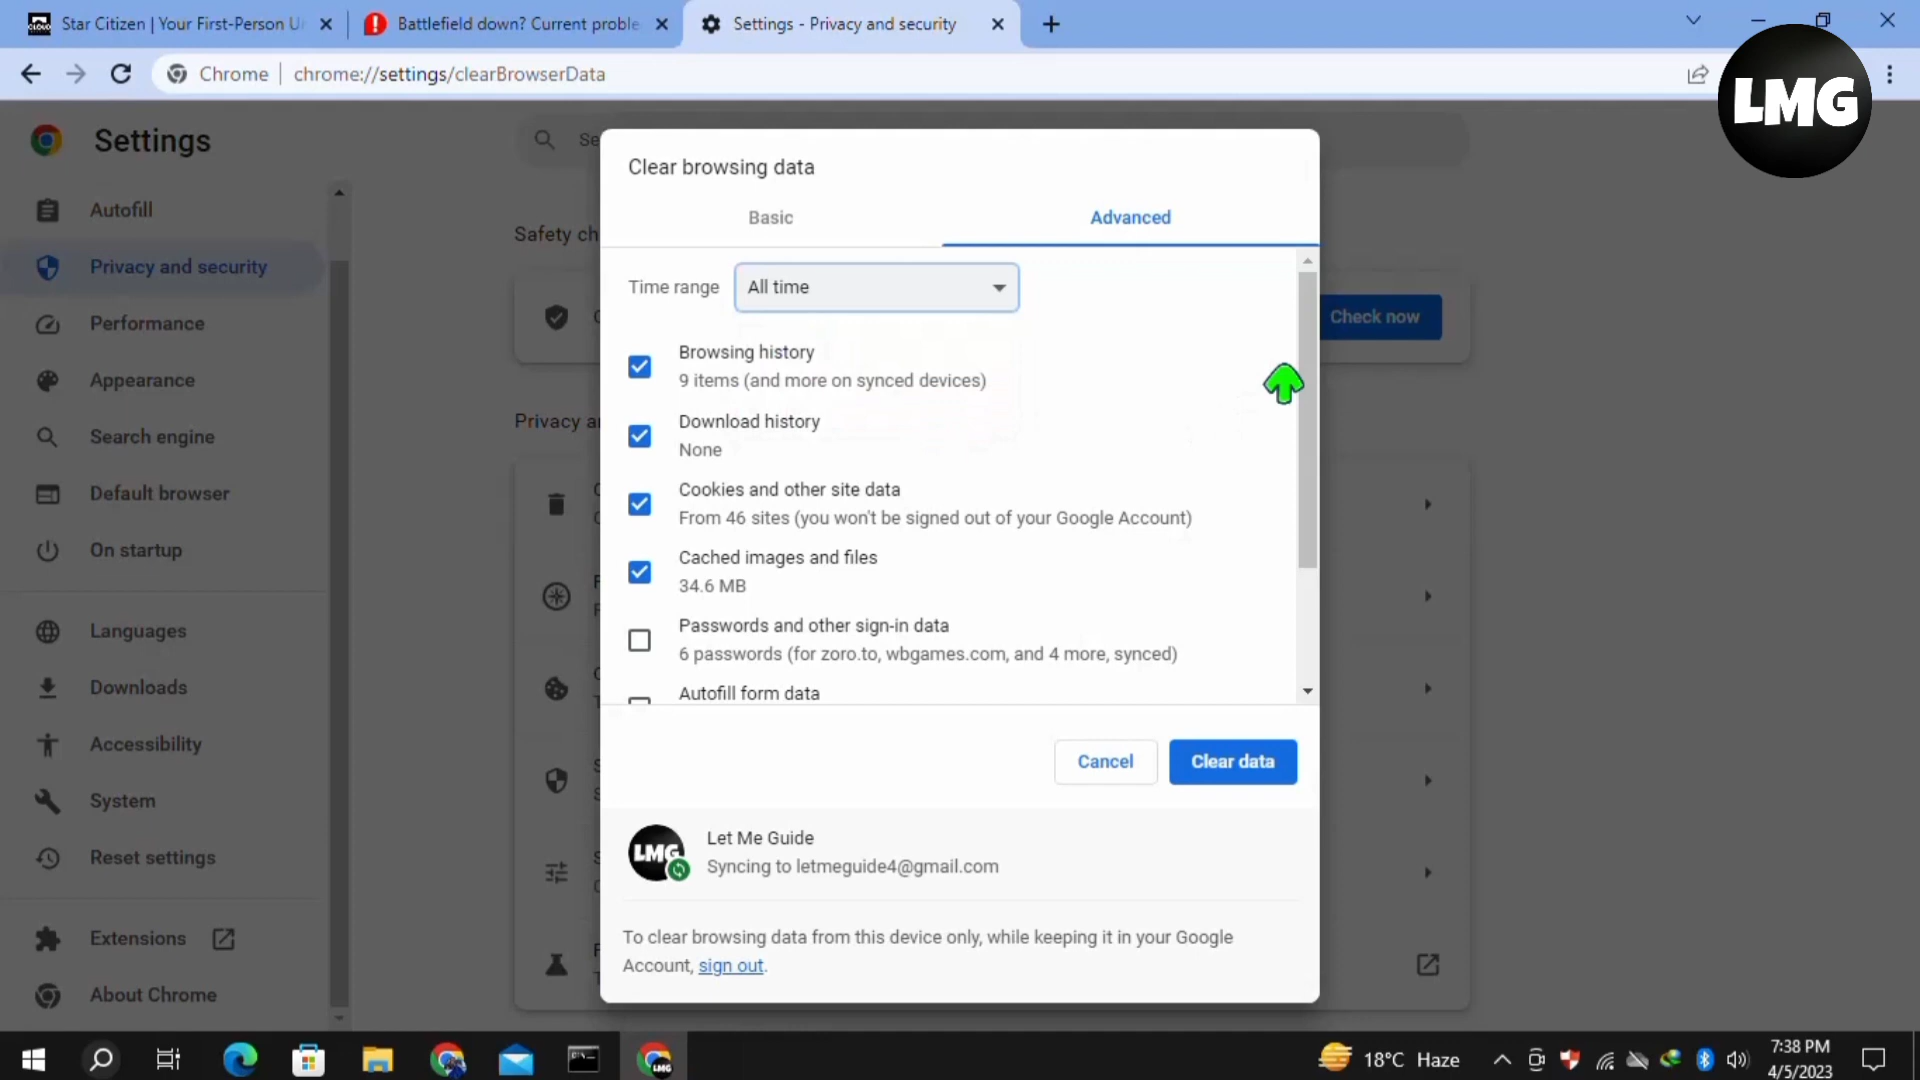 Star Citizen | Your First-Person Un
Battlefield down? Current proble
Settings - Privacy and security
Chrome
chrome://settings/clearBrowserData
LMG
Settings
Se
Autofill
Privacy and security
Performance
Appearance
Search engine
Default browser
On startup
Languages
Downloads
Accessibility
System
Reset settings
Extensions
About Chrome
Safety ch
Check now
Privacy an
Clear browsing data
Basic
Advanced
Time range
All time
Browsing history
9 items (and more on synced devices)
Download history
None
Cookies and other site data
From 46 sites (you won't be signed out of your Google Account)
Cached images and files
34.6 MB
Passwords and other sign-in data
6 passwords (for zoro.to, wbgames.com, and 4 more, synced)
Autofill form data
Cancel
Clear data
LMG
Let Me Guide
Syncing to letmeguide4@gmail.com
To clear browsing data from this device only, while keeping it in your Google
Account, sign out.
18°C Haze
7:38 PM
4/5/2023